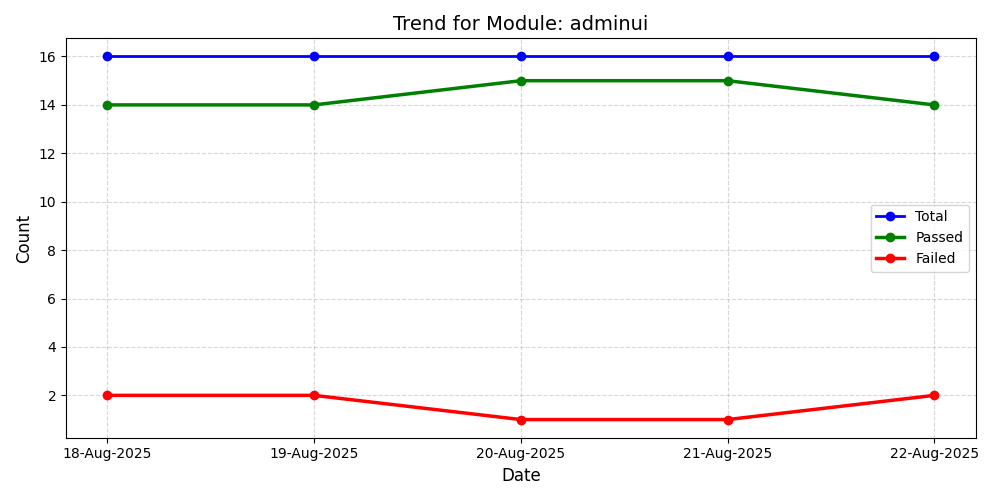 Trend for Module: adminui
16
14
12
10
8
6
4
2
Count
Total
Passed
Failed
18-Aug-2025
19-Aug-2025
20-Aug-2025
21-Aug-2025
22-Aug-2025
Date